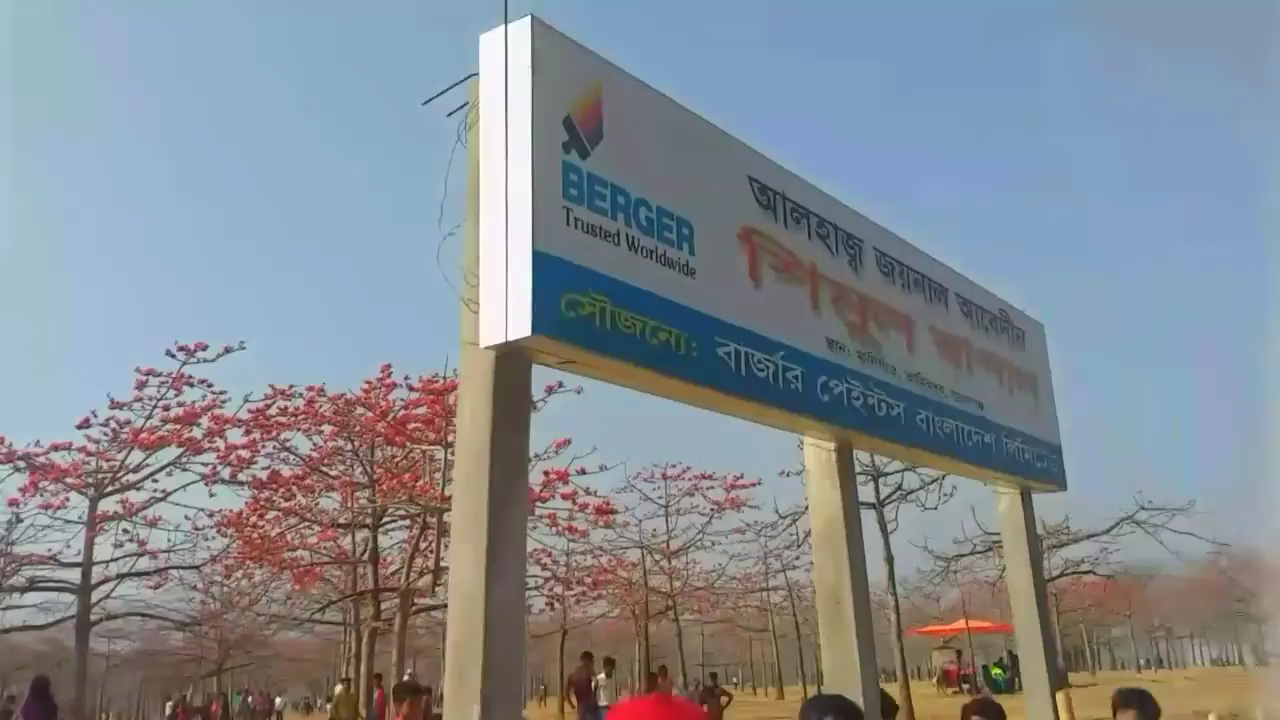 BERGER
Trusted Worldwide
আলহাজ্ব জয়নাল আবেদীন
শিমুল বাগান
সৌজন্যে: বার্জার পেইন্টস বাংলাদেশ লিমিটেড